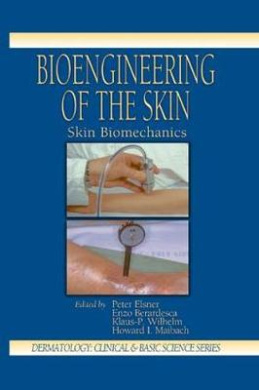 BIOENGINEERING
OF THE SKIN
Skin Biomechanics
Edited by Peter Elsner
Enzo Berardesca
Klaus-P. Wilhelm
Howard I. Maibach
DERMATOLOGY: CLINICAL & BASIC SCIENCE SERIES